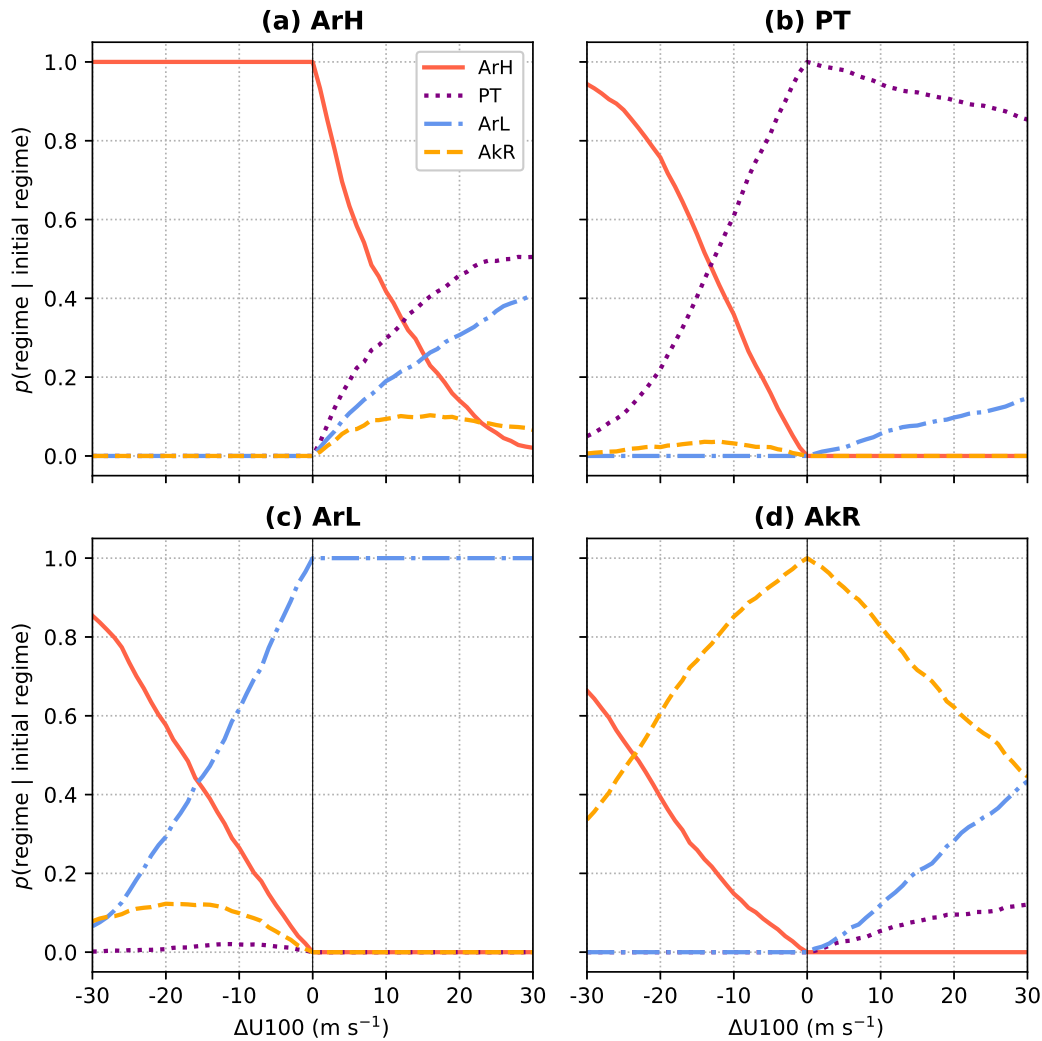 (a) ArH
(b) PT
p(regime | initial regime)
1.0
0.8
0.6
0.4
0.2
0.0
ArH
PT
ArL
AkR
(c) ArL
(d) AkR
p(regime | initial regime)
1.0
0.8
0.6
0.4
0.2
0.0
-30 -20 -10 0 10 20 30
-30 -20 -10 0 10 20 30
ΔU100 (m s⁻¹)
ΔU100 (m s⁻¹)